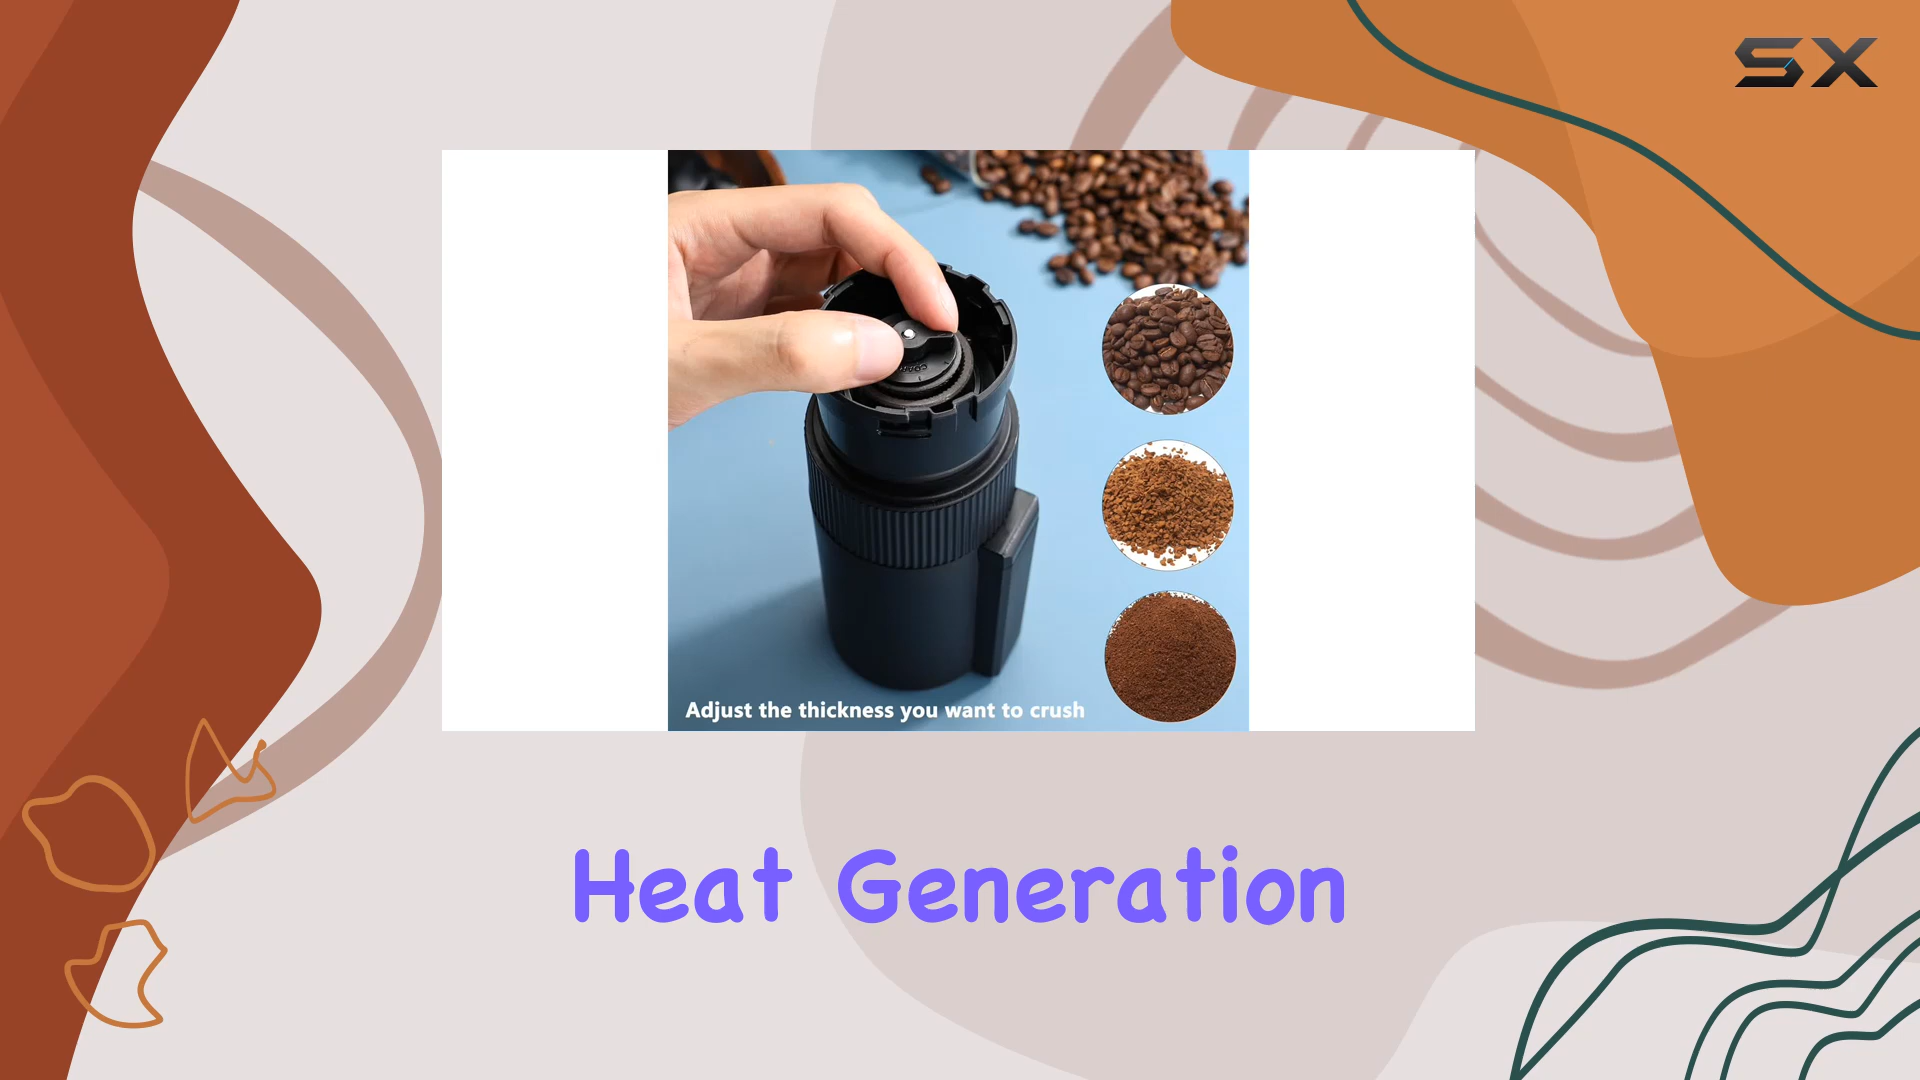 SX
Adjust the thickness you want to crush
Heat Generation